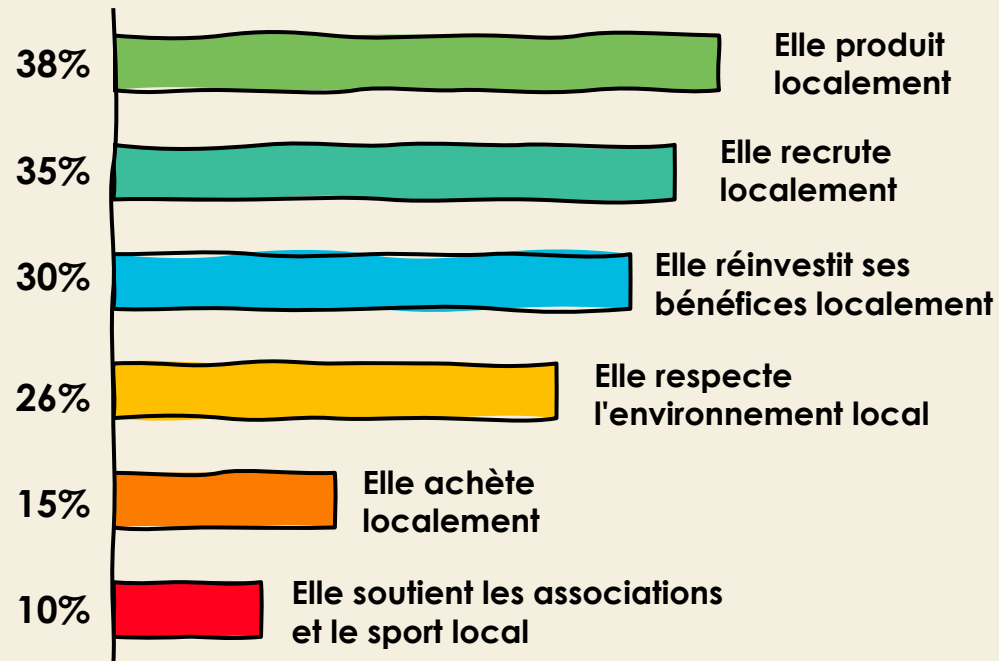 38%
Elle produit
localement
35%
Elle recrute
localement
30%
Elle réinvestit ses
bénéfices localement
26%
Elle respecte
l'environnement local
15%
Elle achète
localement
10%
Elle soutient les associations
et le sport local